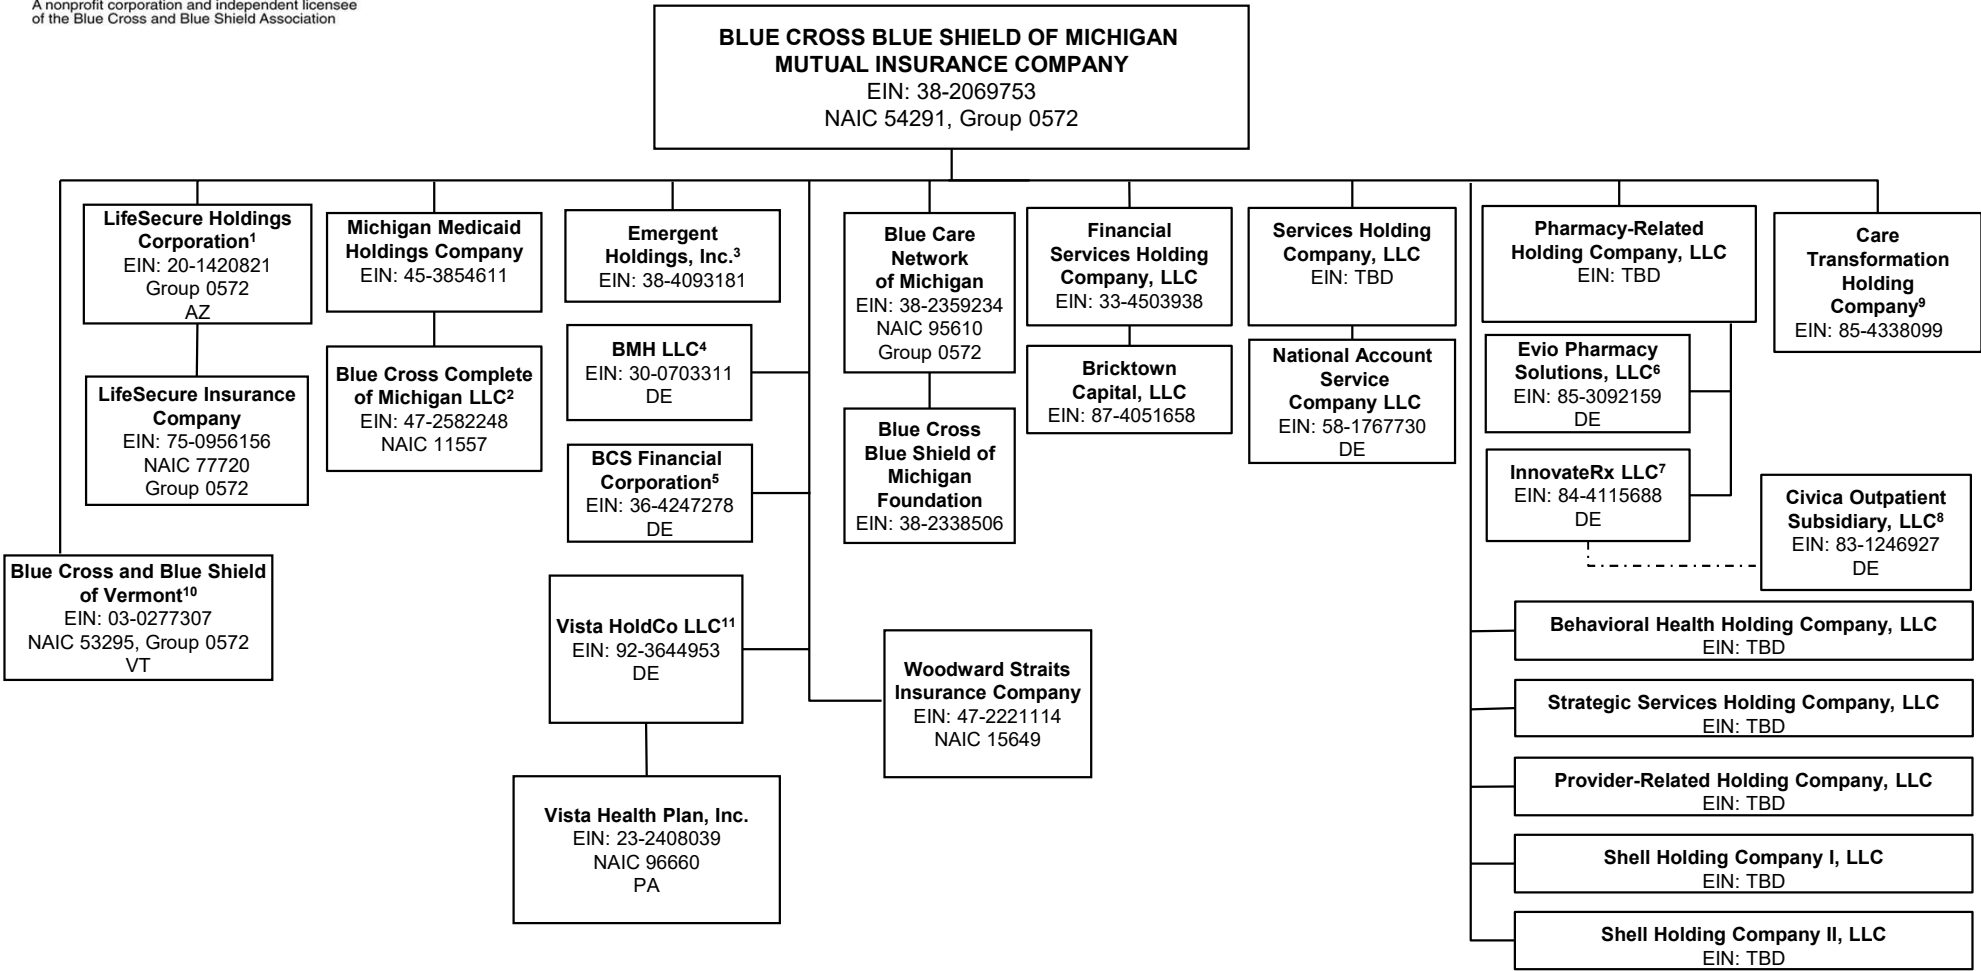 A nonprofit corporation and independent licensee
of the Blue Cross and Blue Shield Association
BLUE CROSS BLUE SHIELD OF MICHIGAN
MUTUAL INSURANCE COMPANY
EIN: 38-2069753
NAIC 54291, Group 0572
LifeSecure Holdings
Corporation¹
EIN: 20-1420821
Group 0572
AZ
LifeSecure Insurance
Company
EIN: 75-0956156
NAIC 77720
Group 0572
Blue Cross and Blue Shield
of Vermont¹⁰
EIN: 03-0277307
NAIC 53295, Group 0572
VT
Michigan Medicaid
Holdings Company
EIN: 45-3854611
Blue Cross Complete
of Michigan LLC²
EIN: 47-2582248
NAIC 11557
Emergent
Holdings, Inc.³
EIN: 38-4093181
BMH LLC⁴
EIN: 30-0703311
DE
BCS Financial
Corporation⁵
EIN: 36-4247278
DE
Vista HoldCo LLC¹¹
EIN: 92-3644953
DE
Vista Health Plan, Inc.
EIN: 23-2408039
NAIC 96660
PA
Blue Care
Network
of Michigan
EIN: 38-2359234
NAIC 95610
Group 0572
Blue Cross
Blue Shield of
Michigan
Foundation
EIN: 38-2338506
Woodward Straits
Insurance Company
EIN: 47-2221114
NAIC 15649
Financial
Services Holding
Company, LLC
EIN: 33-4503938
Bricktown
Capital, LLC
EIN: 87-4051658
Services Holding
Company, LLC
EIN: TBD
National Account
Service
Company LLC
EIN: 58-1767730
DE
Pharmacy-Related
Holding Company, LLC
EIN: TBD
Evio Pharmacy
Solutions, LLC⁶
EIN: 85-3092159
DE
InnovateRx LLC⁷
EIN: 84-4115688
DE
Civica Outpatient
Subsidiary, LLC⁸
EIN: 83-1246927
DE
Care
Transformation
Holding
Company⁹
EIN: 85-4338099
Behavioral Health Holding Company, LLC
EIN: TBD
Strategic Services Holding Company, LLC
EIN: TBD
Provider-Related Holding Company, LLC
EIN: TBD
Shell Holding Company I, LLC
EIN: TBD
Shell Holding Company II, LLC
EIN: TBD